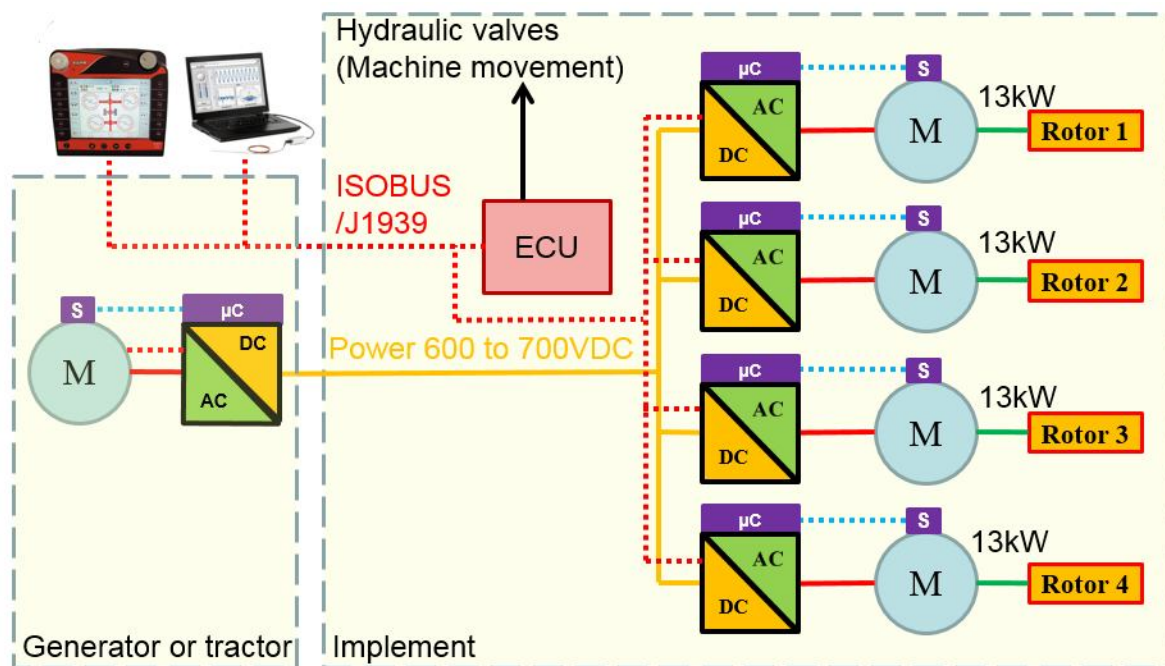 Hydraulic valves
(Machine movement)
ISOBUS
/J1939
ECU
Power 600 to 700VDC
S
µC
M
DC
AC
Generator or tractor
Implement
µC
S
AC
DC
M
13kW
Rotor 1
µC
S
AC
DC
M
13kW
Rotor 2
µC
S
AC
DC
M
13kW
Rotor 3
µC
S
AC
DC
M
13kW
Rotor 4